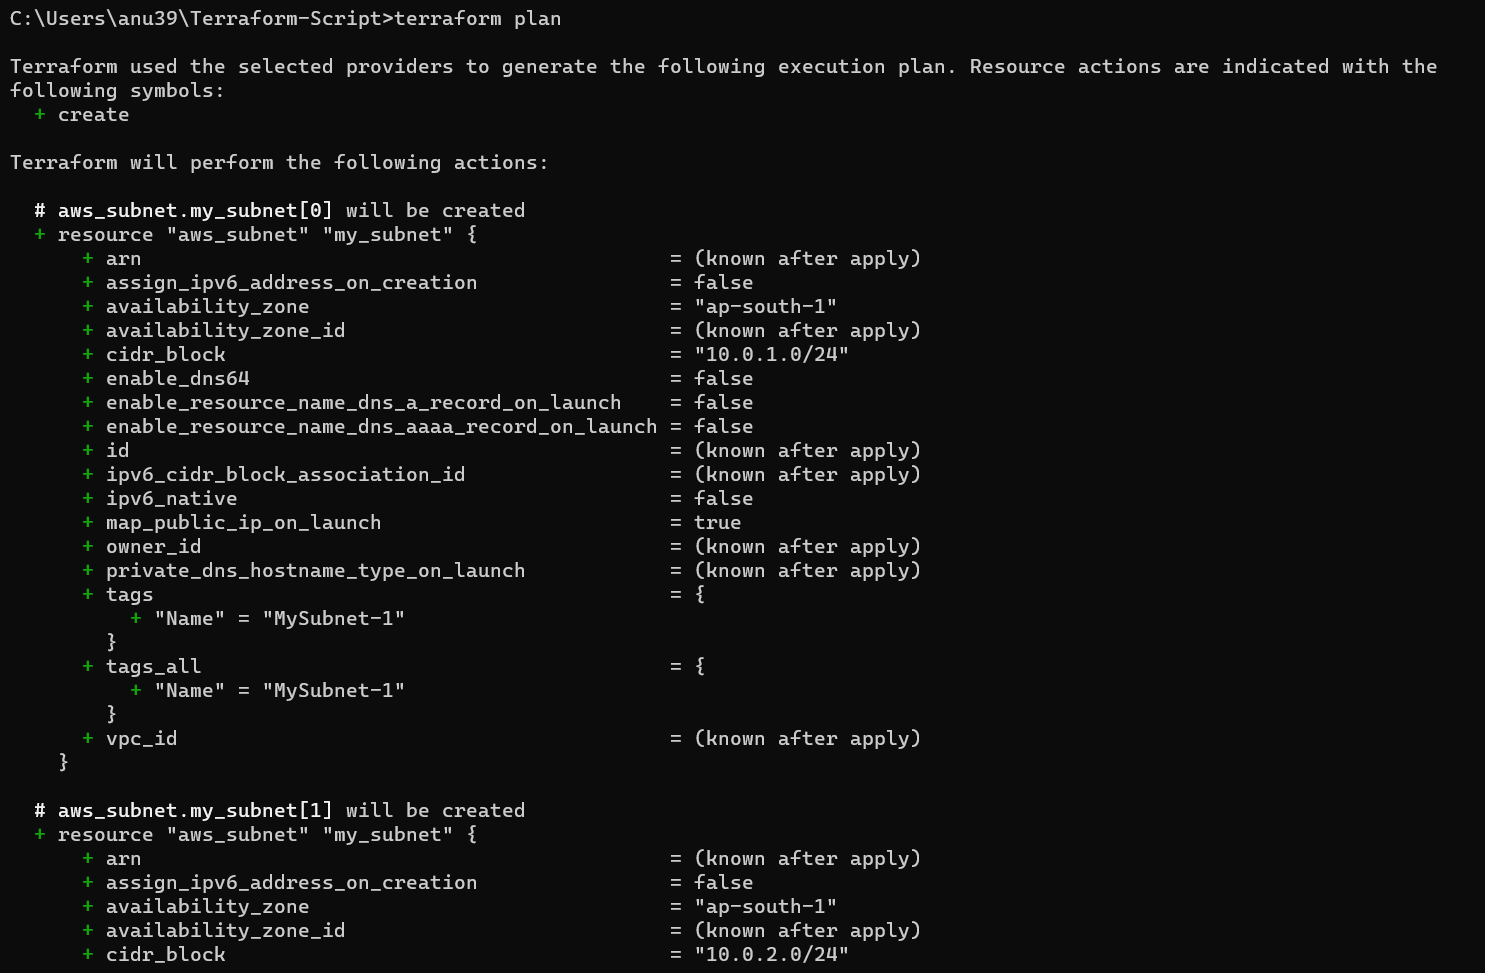 C:\Users\anu39\Terraform-Script>terraform plan
Terraform used the selected providers to generate the following execution plan. Resource actions are indicated with the
following symbols:
  + create
Terraform will perform the following actions:
  # aws_subnet.my_subnet[0] will be created
  + resource "aws_subnet" "my_subnet" {
      + arn                                            = (known after apply)
      + assign_ipv6_address_on_creation                = false
      + availability_zone                              = "ap-south-1"
      + availability_zone_id                           = (known after apply)
      + cidr_block                                     = "10.0.1.0/24"
      + enable_dns64                                   = false
      + enable_resource_name_dns_a_record_on_launch    = false
      + enable_resource_name_dns_aaaa_record_on_launch = false
      + id                                             = (known after apply)
      + ipv6_cidr_block_association_id                 = (known after apply)
      + ipv6_native                                    = false
      + map_public_ip_on_launch                        = true
      + owner_id                                       = (known after apply)
      + private_dns_hostname_type_on_launch            = (known after apply)
      + tags                                           = {
          + "Name" = "MySubnet-1"
        }
      + tags_all                                       = {
          + "Name" = "MySubnet-1"
        }
      + vpc_id                                         = (known after apply)
    }
  # aws_subnet.my_subnet[1] will be created
  + resource "aws_subnet" "my_subnet" {
      + arn                                            = (known after apply)
      + assign_ipv6_address_on_creation                = false
      + availability_zone                              = "ap-south-1"
      + availability_zone_id                           = (known after apply)
      + cidr_block                                     = "10.0.2.0/24"